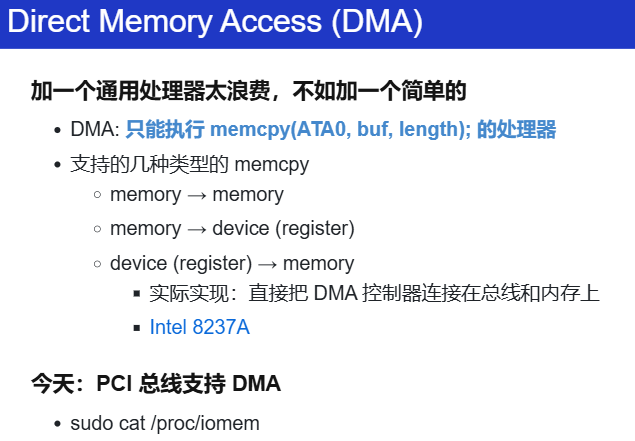 Direct Memory Access (DMA)
加一个通用处理器太浪费，不如加一个简单的
• DMA: 只能执行 memcpy(ATA0, buf, length); 的处理器
• 支持的几种类型的 memcpy
◦ memory → memory
◦ memory → device (register)
◦ device (register) → memory
▪ 实际实现：直接把 DMA 控制器连接在总线和内存上
▪ Intel 8237A
今天：PCI 总线支持 DMA
• sudo cat /proc/iomem